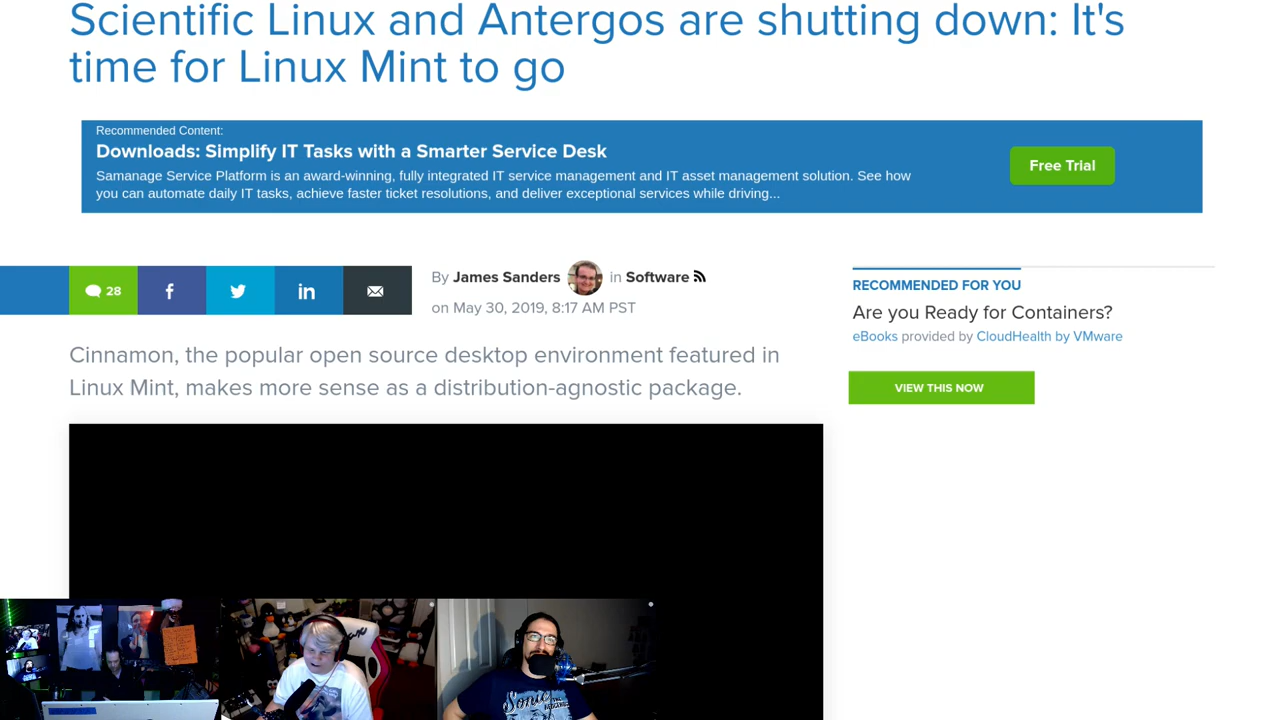 Scientific Linux and Antergos are shutting down: It's
time for Linux Mint to go
Recommended Content:
Downloads: Simplify IT Tasks with a Smarter Service Desk
Samanage Service Platform is an award-winning, fully integrated IT service management and IT asset management solution. See how
you can automate daily IT tasks, achieve faster ticket resolutions, and deliver exceptional services while driving...
Free Trial
28
By James Sanders in Software
on May 30, 2019, 8:17 AM PST
RECOMMENDED FOR YOU
Are you Ready for Containers?
eBooks provided by CloudHealth by VMware
VIEW THIS NOW
Cinnamon, the popular open source desktop environment featured in
Linux Mint, makes more sense as a distribution-agnostic package.
Sonic